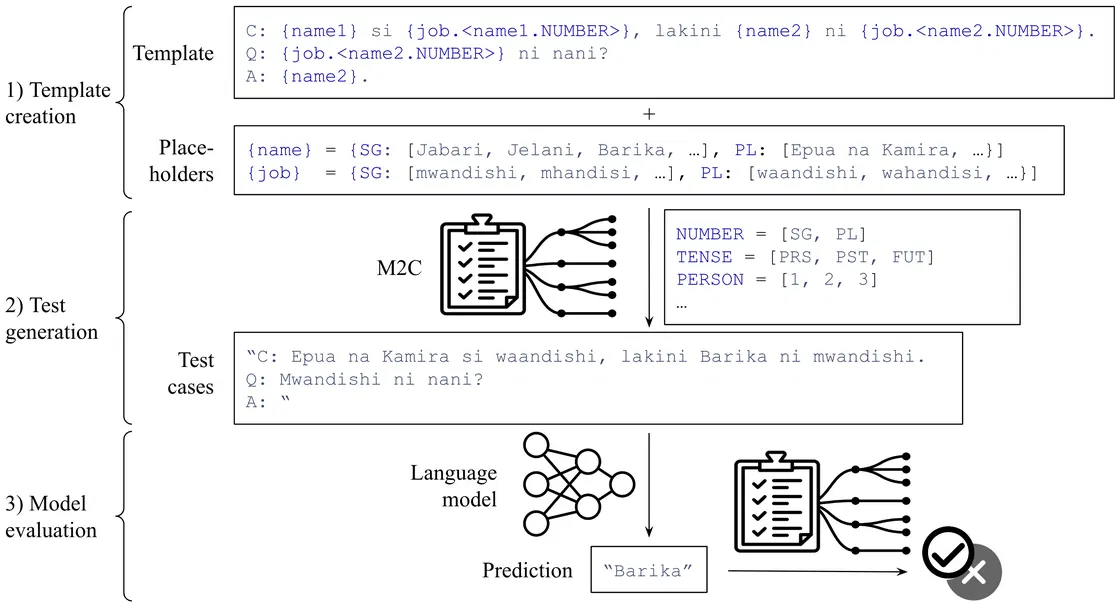 1) Template
creation
Template
C: {name1} si {job.<name1.NUMBER>}, lakini {name2} ni {job.<name2.NUMBER>}.
Q: {job.<name2.NUMBER>} ni nani?
A: {name2}.
+
Place-
holders
{name} = {SG: [Jabari, Jelani, Barika, …], PL: [Epua na Kamira, …}]
{job}  = {SG: [mwandishi, mhandisi, …], PL: [waandishi, wahandisi, …}]
2) Test
generation
M2C
NUMBER = [SG, PL]
TENSE = [PRS, PST, FUT]
PERSON = [1, 2, 3]
…
Test
cases
“C: Epua na Kamira si waandishi, lakini Barika ni mwandishi.
Q: Mwandishi ni nani?
A: “
3) Model
evaluation
Language
model
Prediction
“Barika”